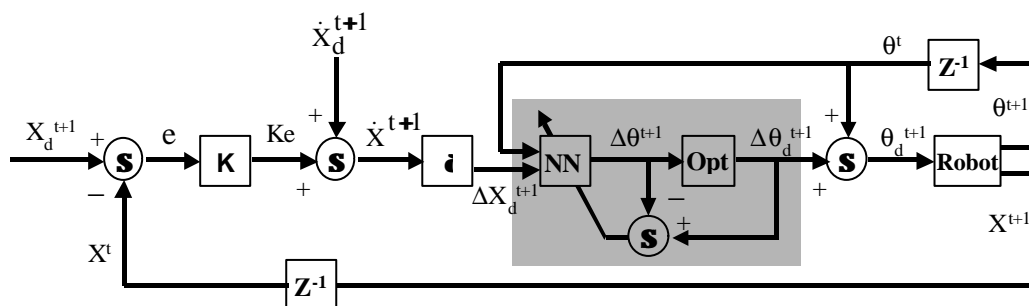 Ẋ_d^{t+1}
θ^t
Z^{-1}
θ^{t+1}
X_d^{t+1}
+
e
Ke
+
Ẋ^{t+1}
Δθ^{t+1}
Δθ_d^{t+1}
+
θ_d^{t+1}
S
K
S
NN
Opt
S
Robot
−
+
ΔX_d^{t+1}
−
+
+
X^t
S
X^{t+1}
Z^{-1}